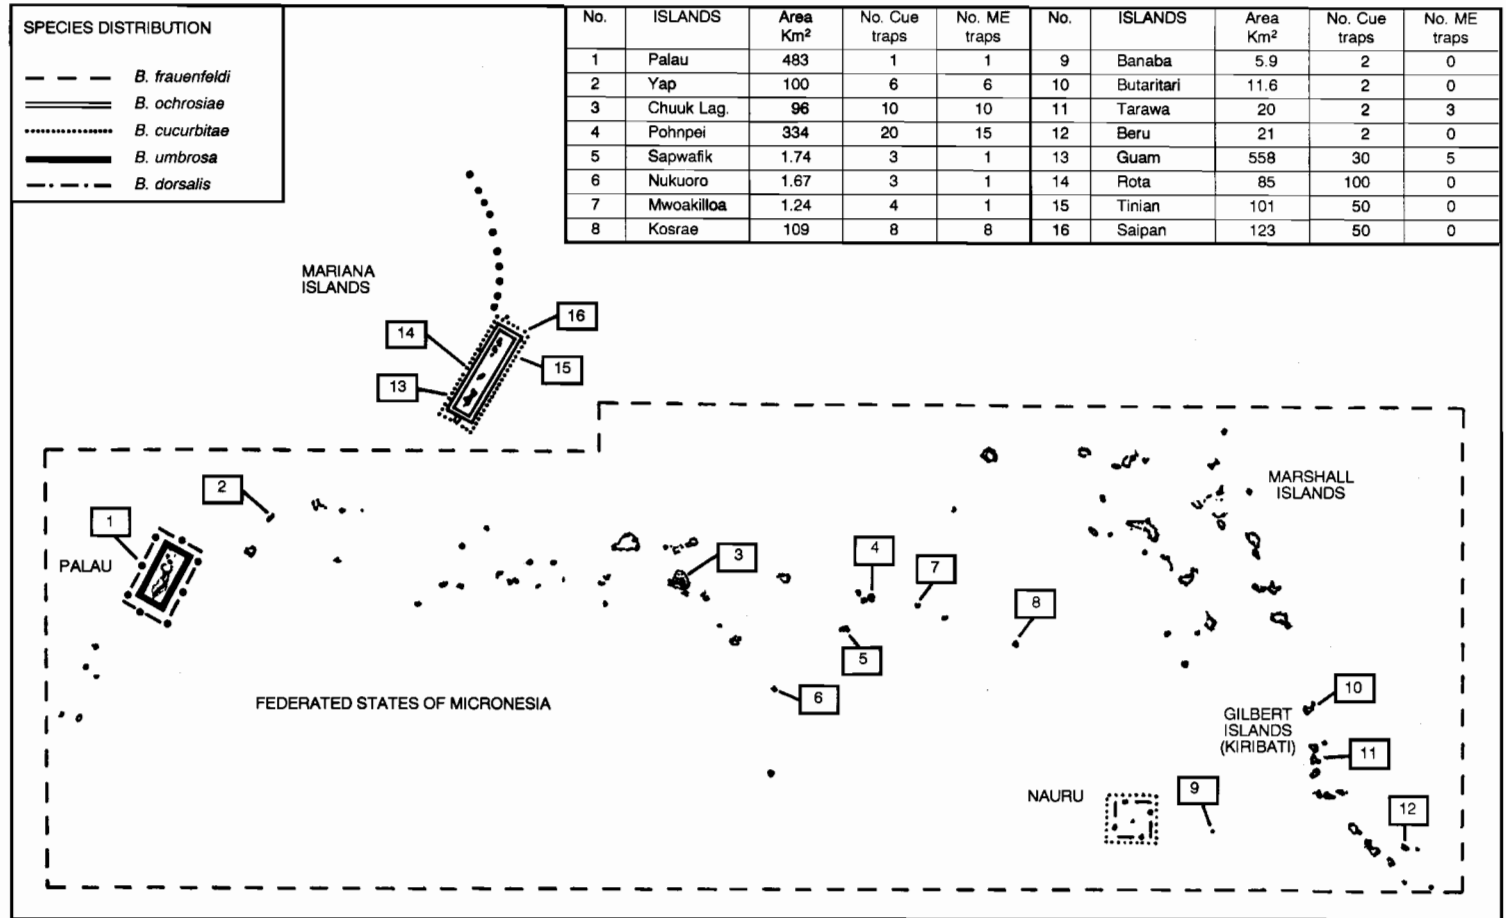 SPECIES DISTRIBUTION
B. frauenfeldi
B. ochrosiae
B. cucurbitae
B. umbrosa
B. dorsalis
No. ISLANDS Area Km² No. Cue traps No. ME traps No. ISLANDS Area Km² No. Cue traps No. ME traps
1 Palau 483 1 1 9 Banaba 5.9 2 0
2 Yap 100 6 6 10 Butaritari 11.6 2 0
3 Chuuk Lag. 96 10 10 11 Tarawa 20 2 3
4 Pohnpei 334 20 15 12 Beru 21 2 0
5 Sapwafik 1.74 3 1 13 Guam 558 30 5
6 Nukuoro 1.67 3 1 14 Rota 85 100 0
7 Mwoakilloa 1.24 4 1 15 Tinian 101 50 0
8 Kosrae 109 8 8 16 Saipan 123 50 0
MARIANA
ISLANDS
16
14
15
13
MARSHALL
ISLANDS
2
1
PALAU
3
4
7
8
5
6
FEDERATED STATES OF MICRONESIA
10
GILBERT
ISLANDS
(KIRIBATI)
11
NAURU
9
12